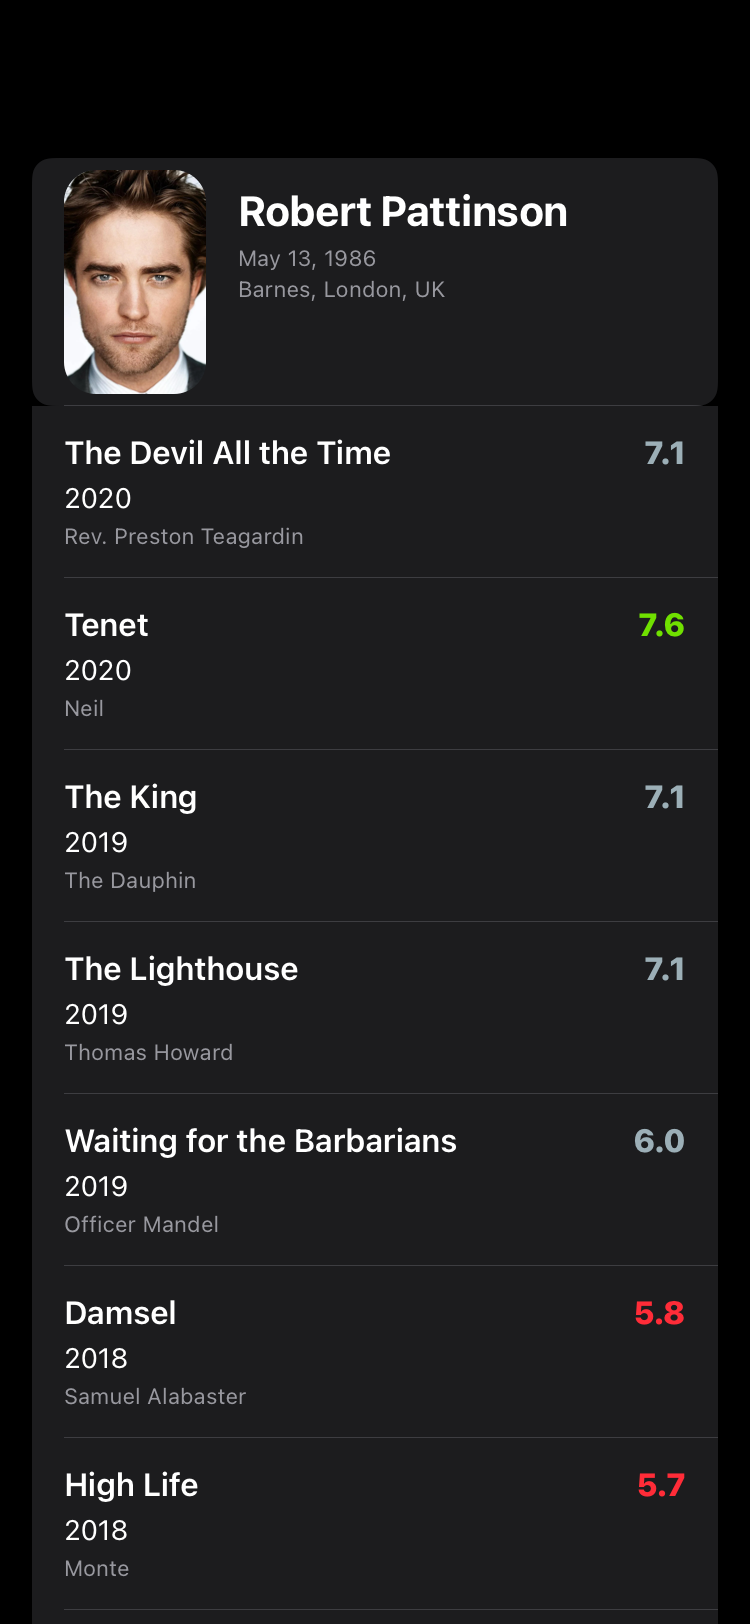 Robert Pattinson
May 13, 1986
Barnes, London, UK
The Devil All the Time 7.1
2020
Rev. Preston Teagardin
Tenet 7.6
2020
Neil
The King 7.1
2019
The Dauphin
The Lighthouse 7.1
2019
Thomas Howard
Waiting for the Barbarians 6.0
2019
Officer Mandel
Damsel 5.8
2018
Samuel Alabaster
High Life 5.7
2018
Monte